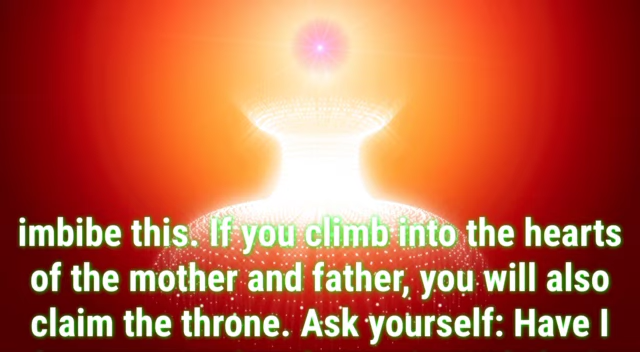 imbibe this. If you climb into the hearts
of the mother and father, you will also
claim the throne. Ask yourself: Have I